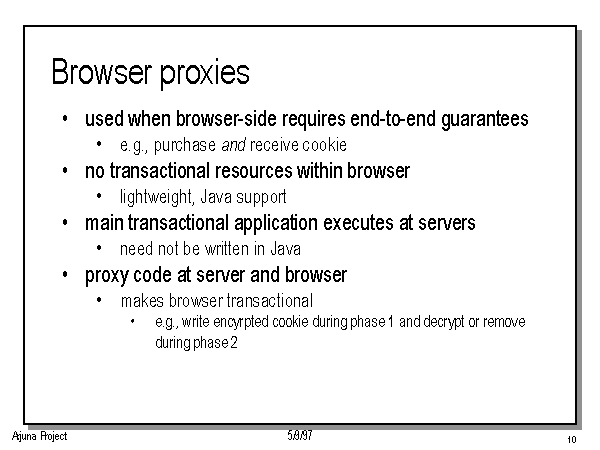 Browser proxies
• used when browser-side requires end-to-end guarantees
• e.g., purchase and receive cookie
• no transactional resources within browser
• lightweight, Java support
• main transactional application executes at servers
• need not be written in Java
• proxy code at server and browser
• makes browser transactional
• e.g., write encyrpted cookie during phase 1 and decrypt or remove
during phase 2
Arjuna Project
5/9/97
10